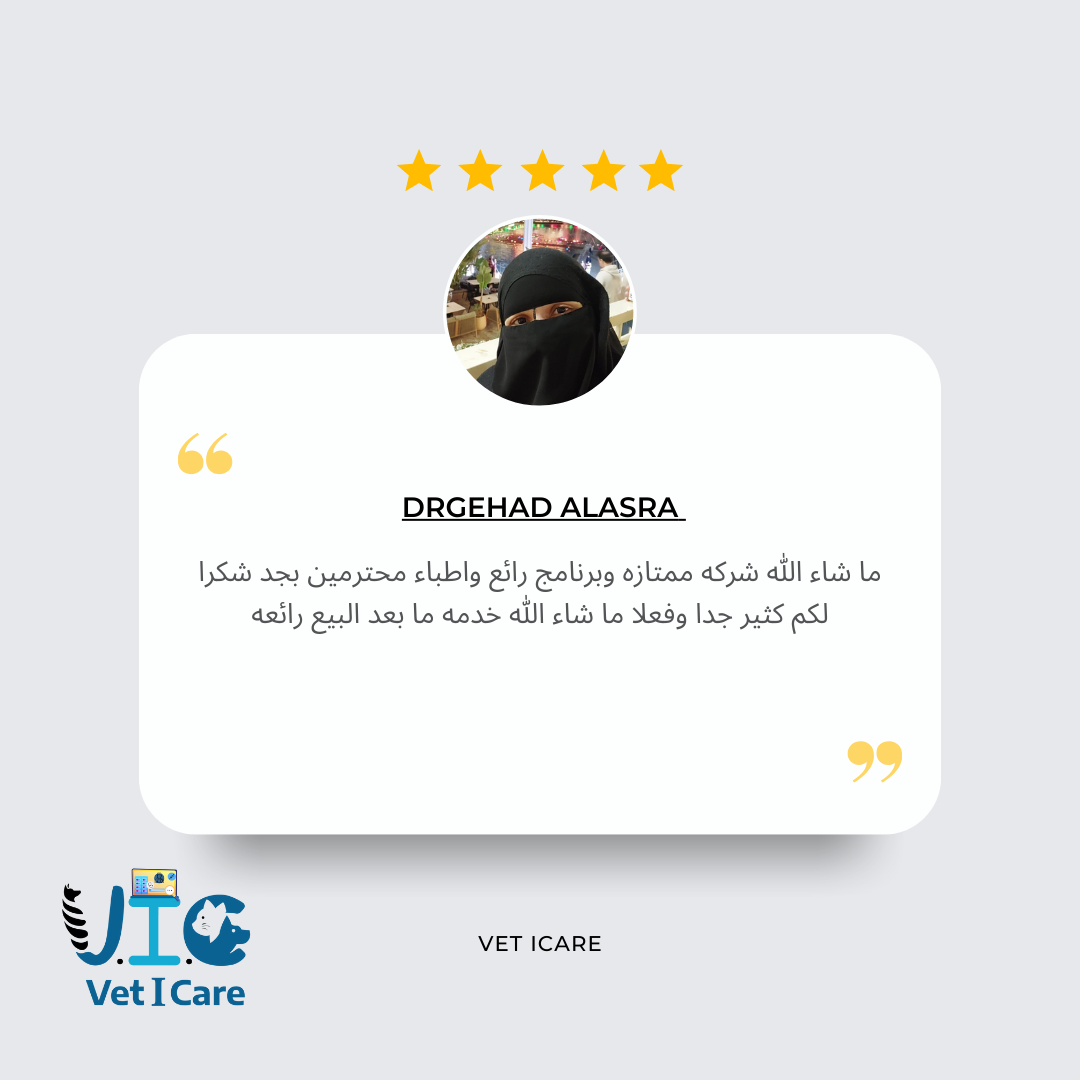 DRGEHAD ALASRA
ما شاء الله شركه ممتازه وبرنامج رائع واطباء محترمين بجد شكرا
لكم كثير جدا وفعلا ما شاء الله خدمه ما بعد البيع رائعه
V.I.C
Vet I Care
VET ICARE